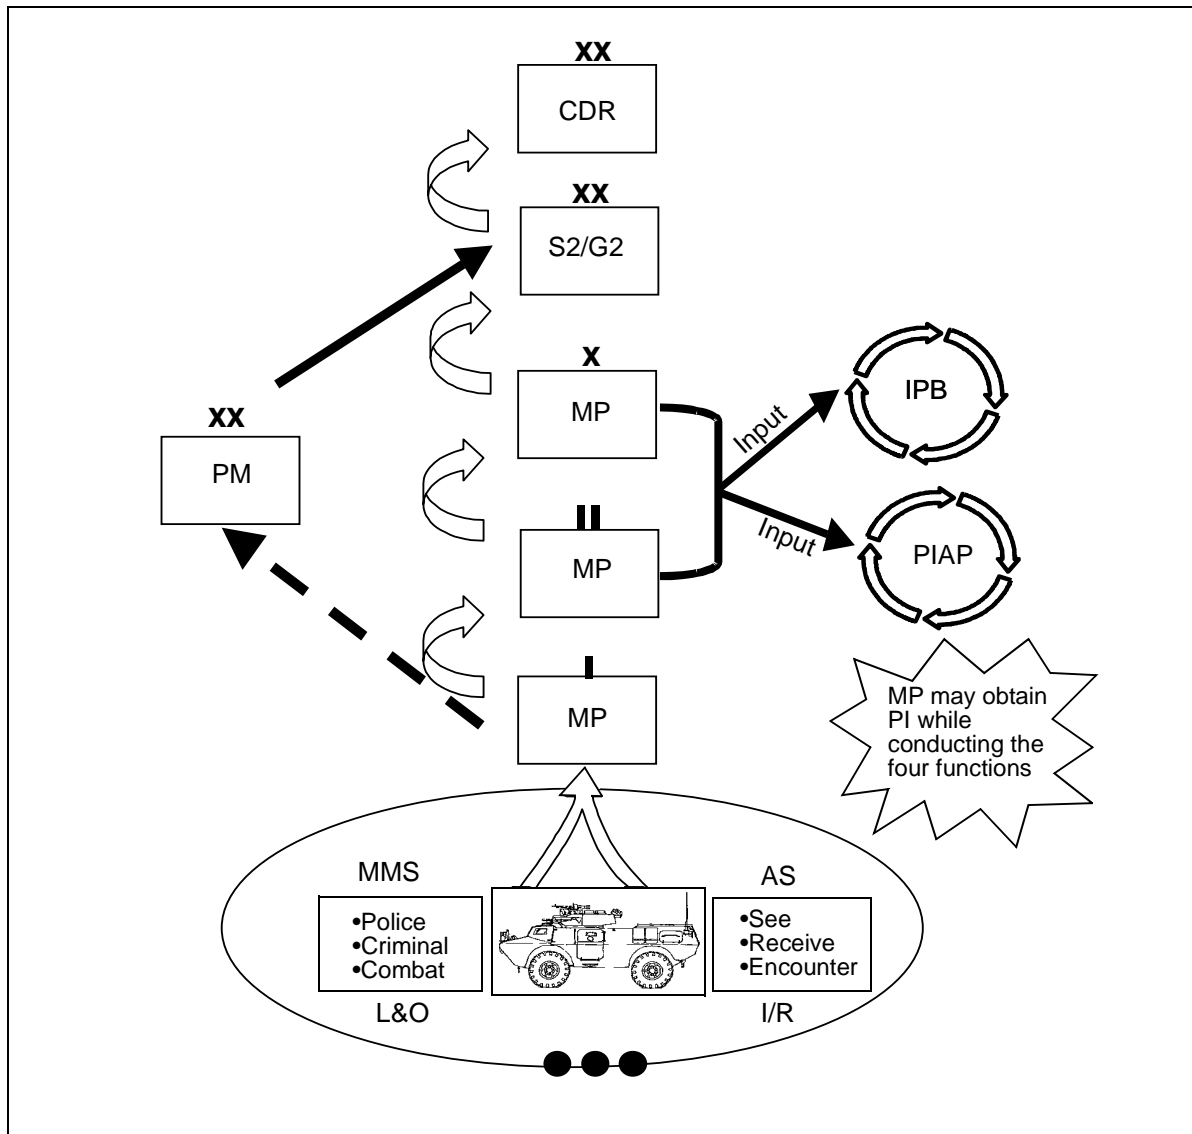 XX
CDR
XX
S2/G2
X
MP
XX
PM
IPB
Input
Input
PIAP
MP
MP
MP may obtain
PI while
conducting the
four functions
MMS
•Police
•Criminal
•Combat
L&O
AS
•See
•Receive
•Encounter
I/R